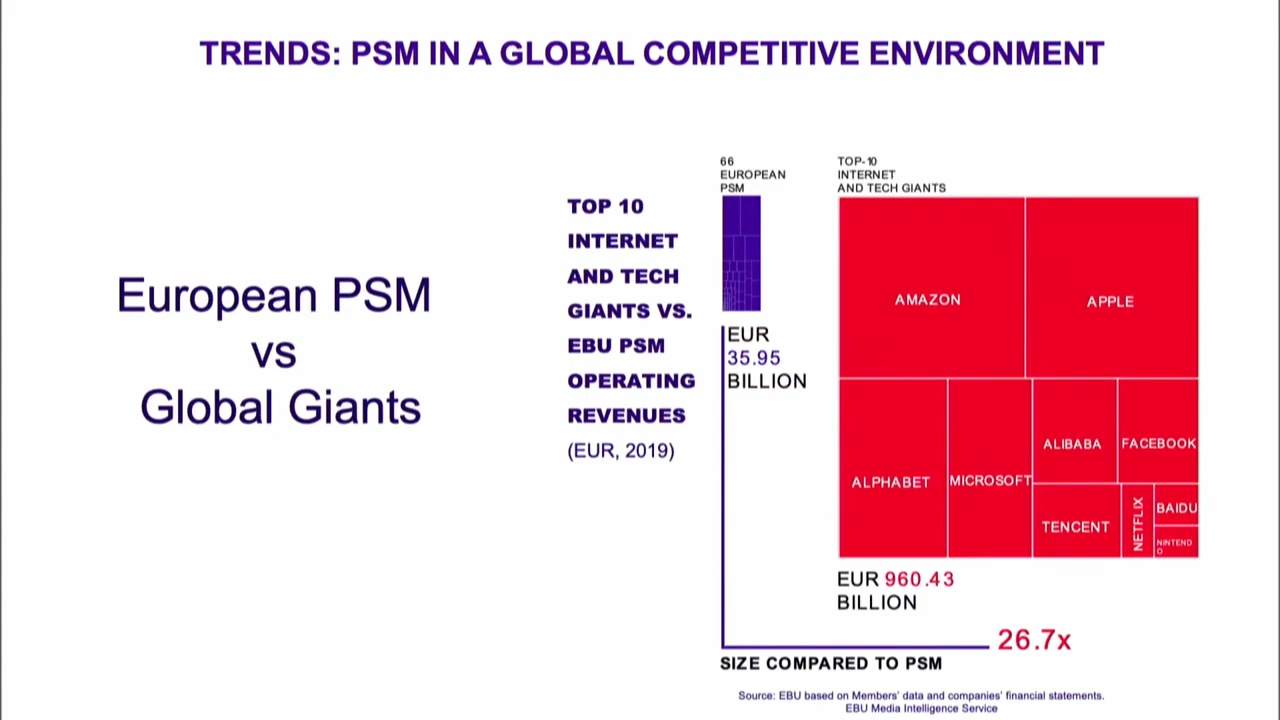 TRENDS: PSM IN A GLOBAL COMPETITIVE ENVIRONMENT
European PSM
vs
Global Giants
TOP 10
INTERNET
AND TECH
GIANTS VS.
EBU PSM
OPERATING
REVENUES
(EUR, 2019)
66
EUROPEAN
PSM
EUR
35.95
BILLION
TOP-10
INTERNET
AND TECH GIANTS
AMAZON
APPLE
ALPHABET
MICROSOFT
ALIBABA
FACEBOOK
TENCENT
NETFLIX
BAIDU
NINTEND
O
EUR 960.43
BILLION
26.7x
SIZE COMPARED TO PSM
Source: EBU based on Members' data and companies' financial statements.
EBU Media Intelligence Service